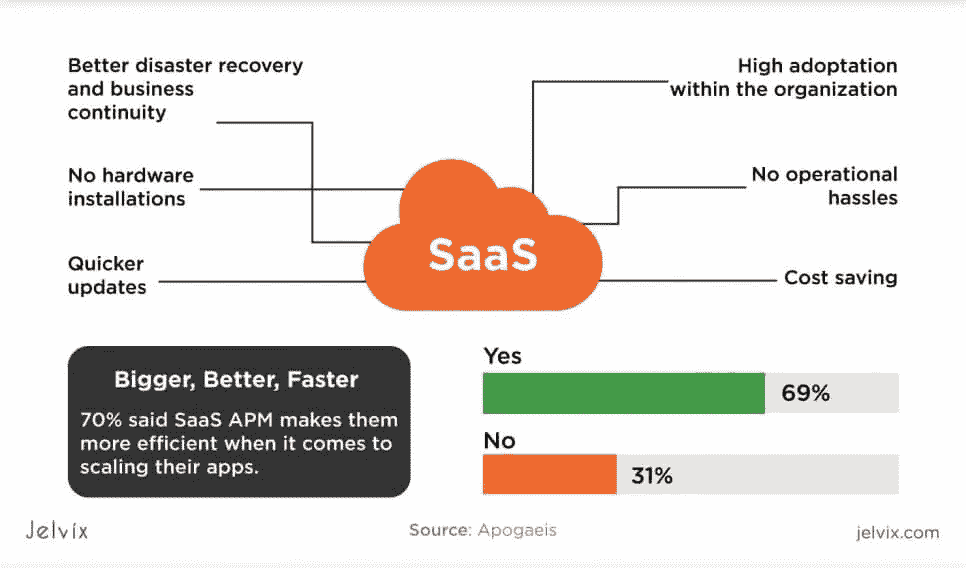 Better disaster recovery
and business
continuity
No hardware
installations
Quicker
updates
SaaS
High adoptation
within the organization
No operational
hassles
Cost saving
Bigger, Better, Faster
70% said SaaS APM makes them
more efficient when it comes to
scaling their apps.
Yes
69%
No
31%
Jelvix
Source: Apogaeis
jelvix.com